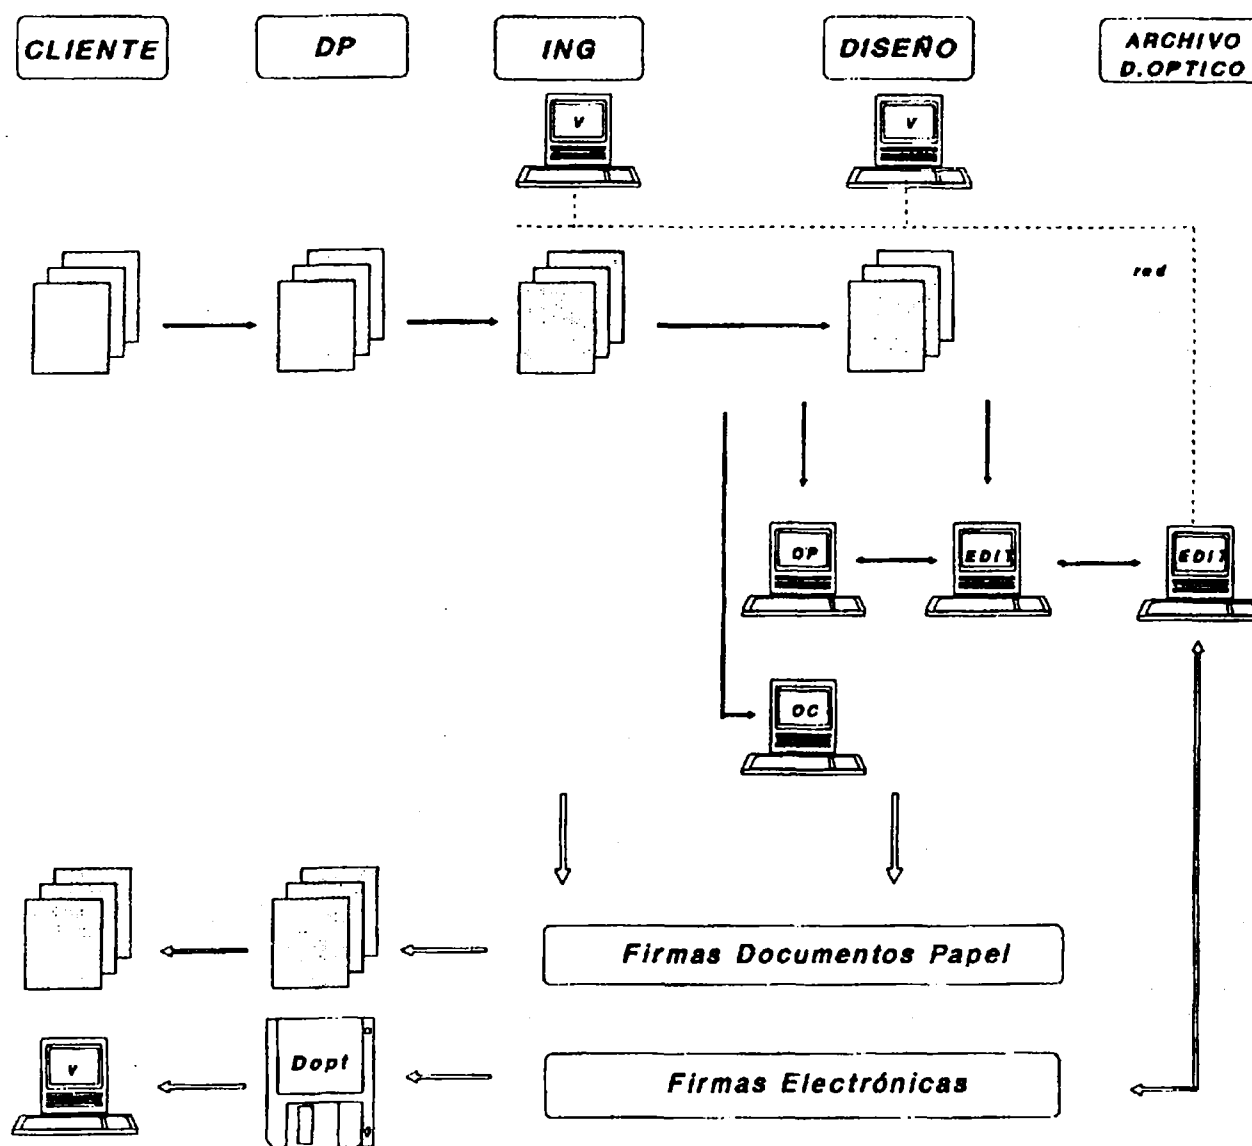 CLIENTE
DP
ING
DISEÑO
ARCHIVO
D.OPTICO
V
V
red
DP
EDIT
EDIT
OC
Firmas Documentos Papel
V
Dopt
Firmas Electrónicas